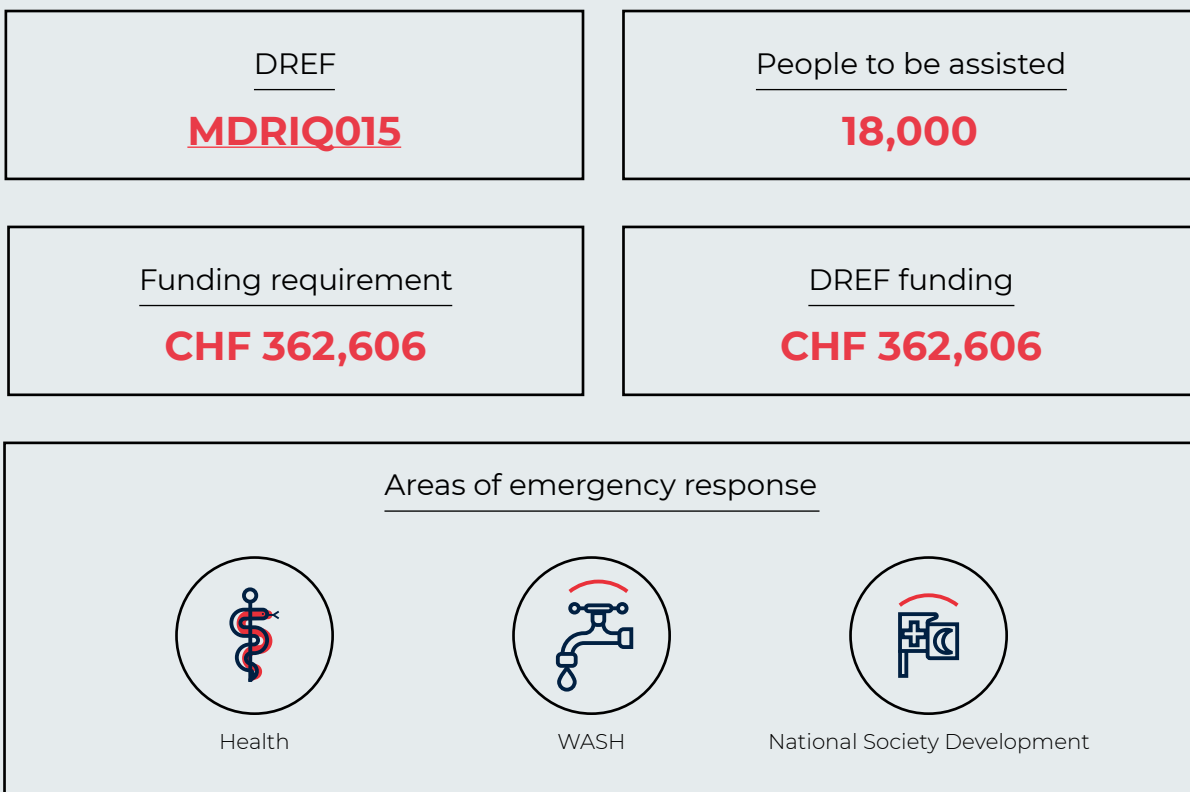 DREF
MDRIQ015
People to be assisted
18,000
Funding requirement
CHF 362,606
DREF funding
CHF 362,606
Areas of emergency response
Health
WASH
National Society Development